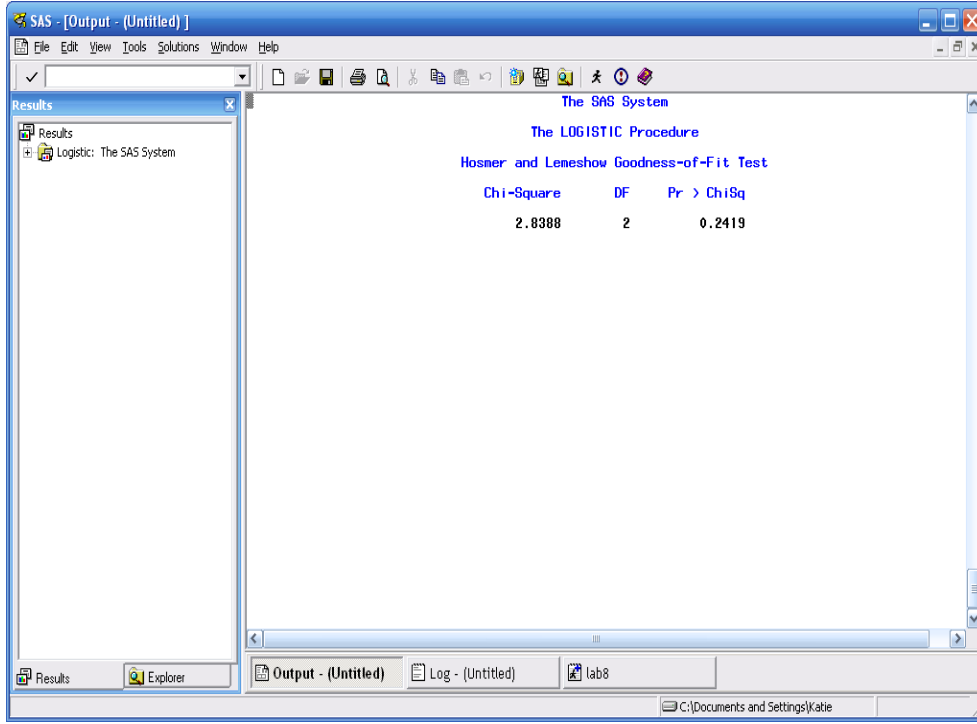 SAS - [Output - (Untitled) ]
File Edit View Tools Solutions Window Help
Results
Results
Logistic: The SAS System
The SAS System
The LOGISTIC Procedure
Hosmer and Lemeshow Goodness-of-Fit Test
Chi-Square DF Pr > ChiSq
2.8388 2 0.2419
Results Explorer
Output - (Untitled) Log - (Untitled) lab8
C:\Documents and Settings\Katie